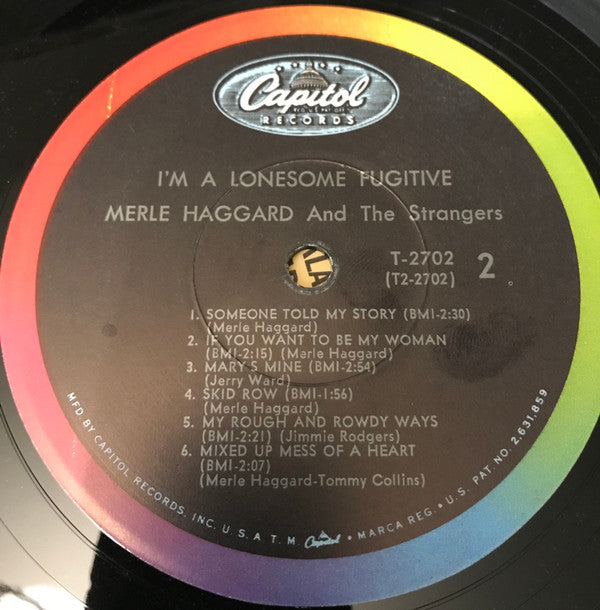 Capitol
RECORDS
I'M A LONESOME FUGITIVE
MERLE HAGGARD And The Strangers
T-2702
(T2-2702)
2
1. SOMEONE TOLD MY STORY (BMI-2:30)
(Merle Haggard)
2. IF YOU WANT TO BE MY WOMAN
(BMI-2:15) (Merle Haggard)
3. MARY'S MINE (BMI-2:54)
(Jerry Ward)
4. SKID ROW (BMI-1:56)
(Merle Haggard)
5. MY ROUGH AND ROWDY WAYS
(BMI-2:21) (Jimmie Rodgers)
6. MIXED UP MESS OF A HEART
(BMI-2:07)
(Merle Haggard-Tommy Collins)
MFD. BY CAPITOL RECORDS, INC. U.S.A. T.M. Capitol • MARCA REG. • U.S. PAT. NO. 2,631,859